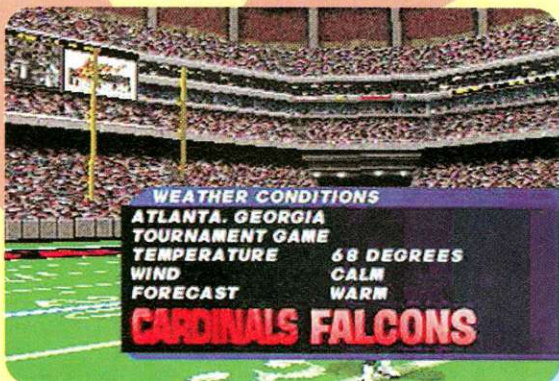 WEATHER CONDITIONS
ATLANTA, GEORGIA
TOURNAMENT GAME
TEMPERATURE 68 DEGREES
WIND CALM
FORECAST WARM
CARDINALS FALCONS